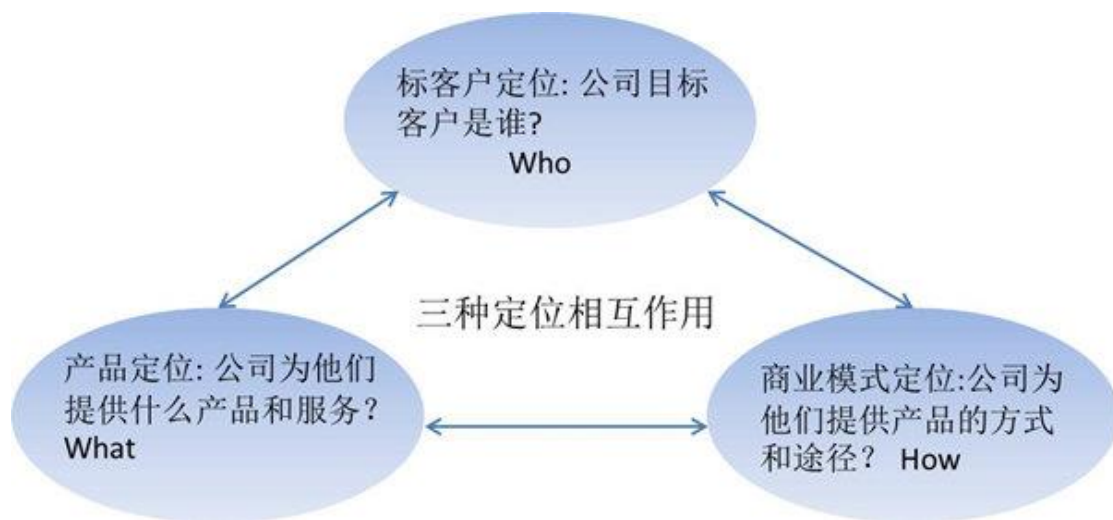 标客户定位: 公司目标
客户是谁?
Who
三种定位相互作用
产品定位: 公司为他们
提供什么产品和服务？
What
商业模式定位:公司为
他们提供产品的方式
和途径？ How